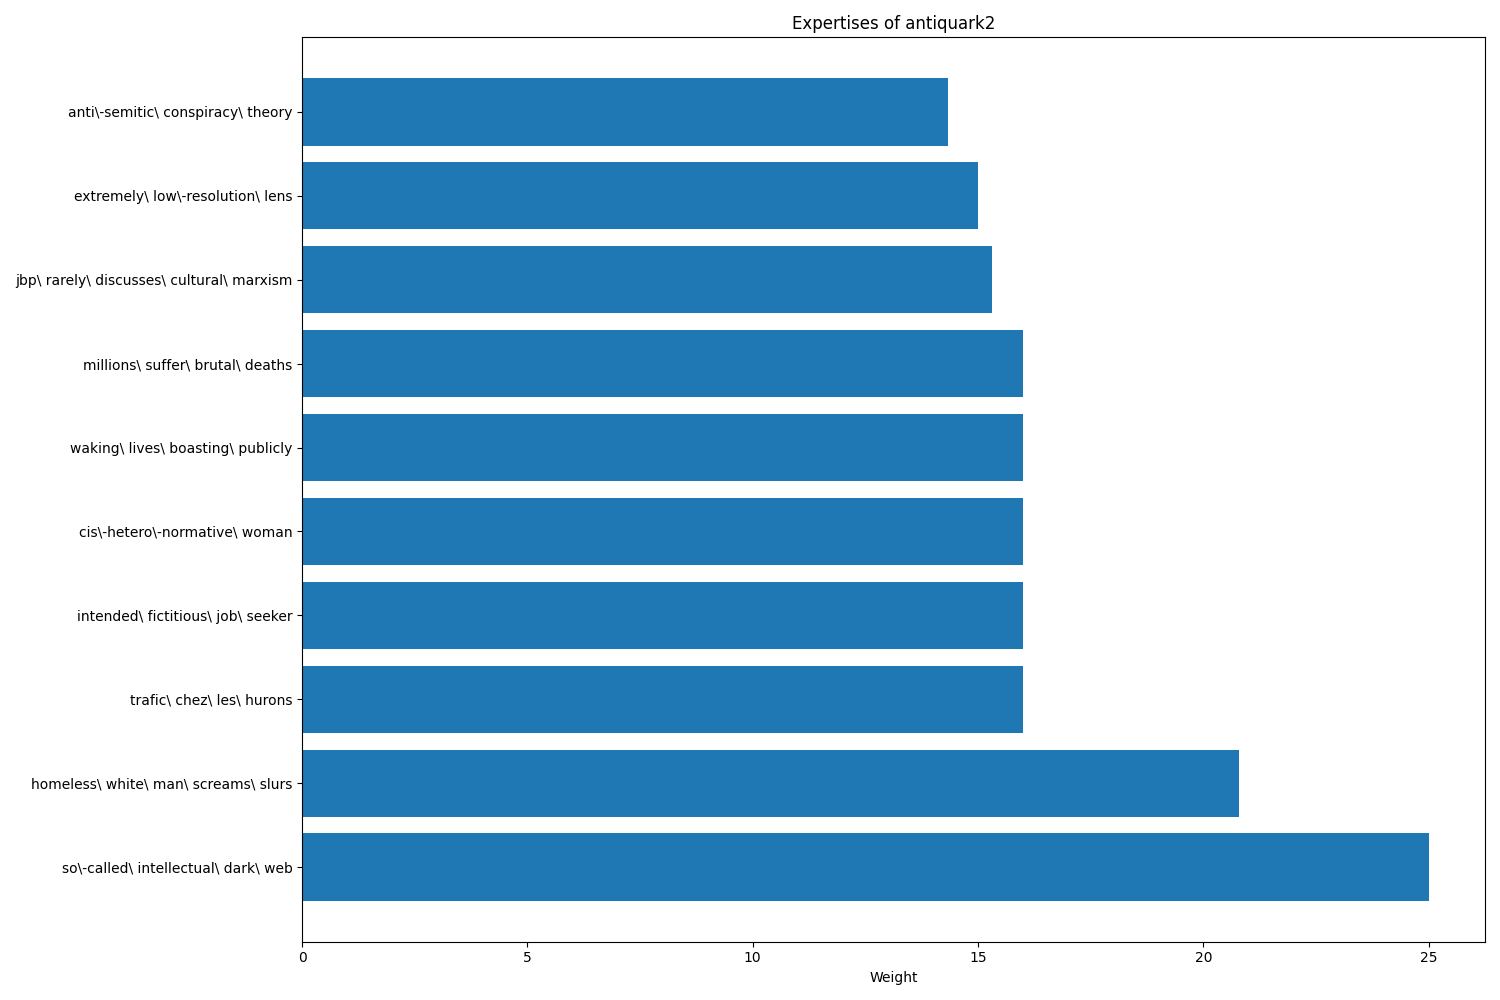 Expertises of antiquark2
anti\-semitic\ conspiracy\ theory
extremely\ low\-resolution\ lens
jbp\ rarely\ discusses\ cultural\ marxism
millions\ suffer\ brutal\ deaths
waking\ lives\ boasting\ publicly
cis\-hetero\-normative\ woman
intended\ fictitious\ job\ seeker
trafic\ chez\ les\ hurons
homeless\ white\ man\ screams\ slurs
so\-called\ intellectual\ dark\ web
0 5 10 15 20 25
Weight